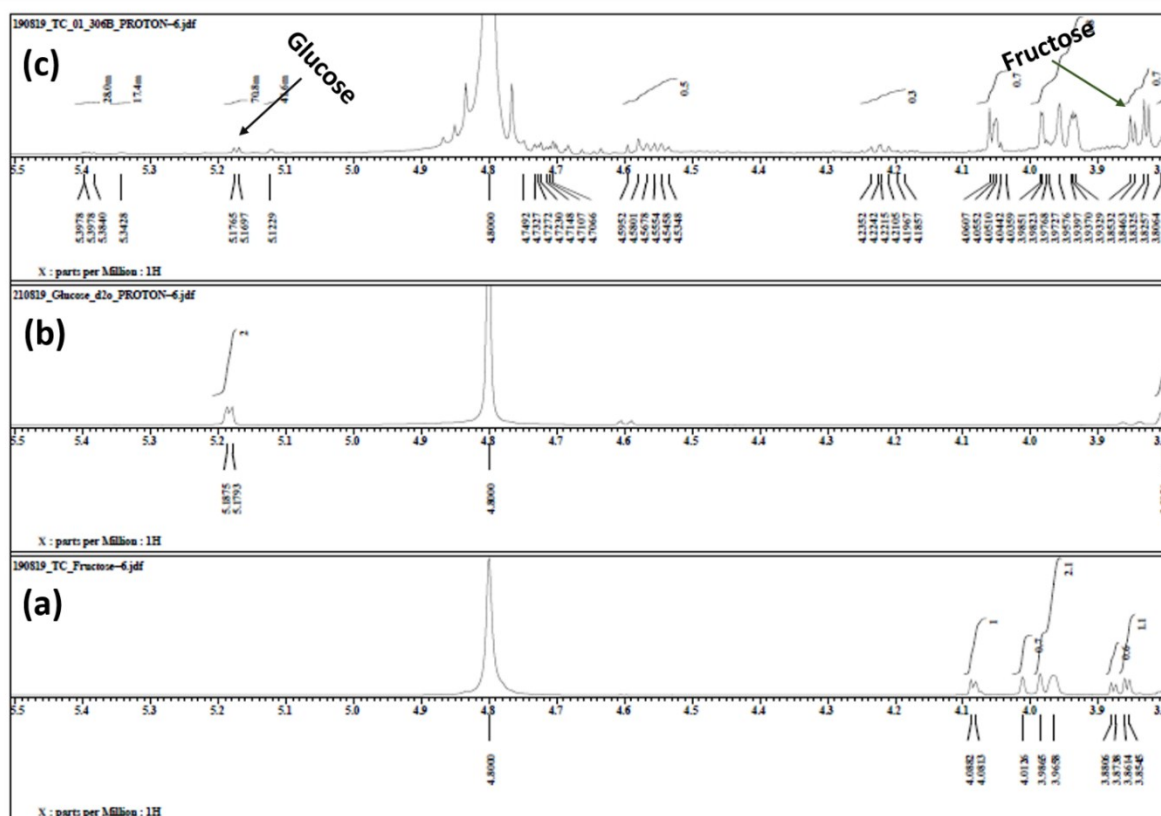 190819_TC_01_306B_PROTON-6.jdf
(c)
Glucose
Fructose
28.0m 17.4m 70.8m 0.5 0.3 0.7 0.7
5.5 5.4 5.3 5.2 5.1 5.0 4.9 4.8 4.7 4.6 4.5 4.4 4.3 4.2 4.1 4.0 3.9
5.3978 5.3978 5.3840 5.3428 5.1765 5.1697 5.1229 4.8000 4.7492 4.7327 4.7272 4.7230 4.7148 4.7107 4.7066 4.5952 4.5801 4.5678 4.5554 4.5458 4.5348 4.2352 4.2242 4.2215 4.2105 4.1967 4.1857 4.0607 4.0552 4.0510 4.0442 4.0359 3.9851 3.9823 3.9768 3.9727 3.9576 3.9397 3.9370 3.9329 3.8532 3.8463 3.8325 3.8257 3.8064
X : parts per Million : 1H
210819_Glucose_d2o_PROTON-6.jdf
(b)
2
5.5 5.4 5.3 5.2 5.1 5.0 4.9 4.8 4.7 4.6 4.5 4.4 4.3 4.2 4.1 4.0 3.9
5.1875 5.1793 4.8000
X : parts per Million : 1H
190819_TC_Fructose-6.jdf
(a)
1 0.7 2.1 0.6 1.1
5.5 5.4 5.3 5.2 5.1 5.0 4.9 4.8 4.7 4.6 4.5 4.4 4.3 4.2 4.1 4.0 3.9
4.8000 4.0882 4.0813 4.0126 3.9865 3.9658 3.8806 3.8738 3.8614 3.8545
X : parts per Million : 1H